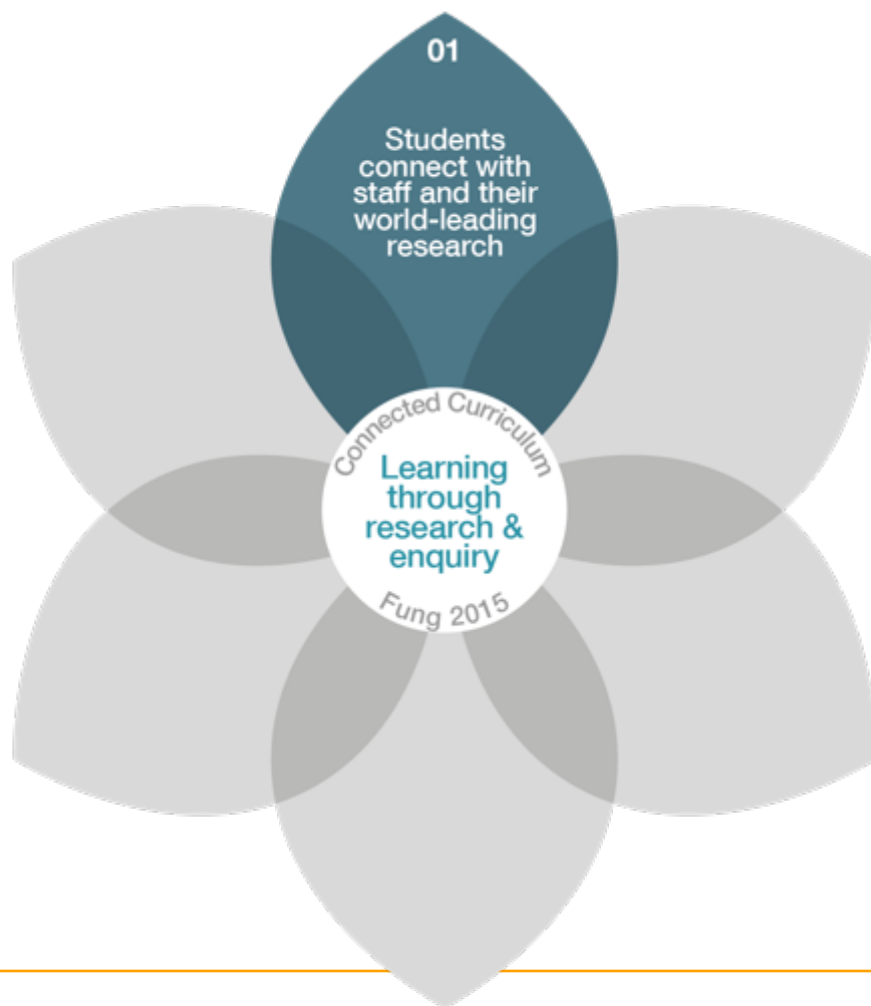 01
Students
connect with
staff and their
world-leading
research
Connected Curriculum
Learning
through
research &
enquiry
Fung 2015